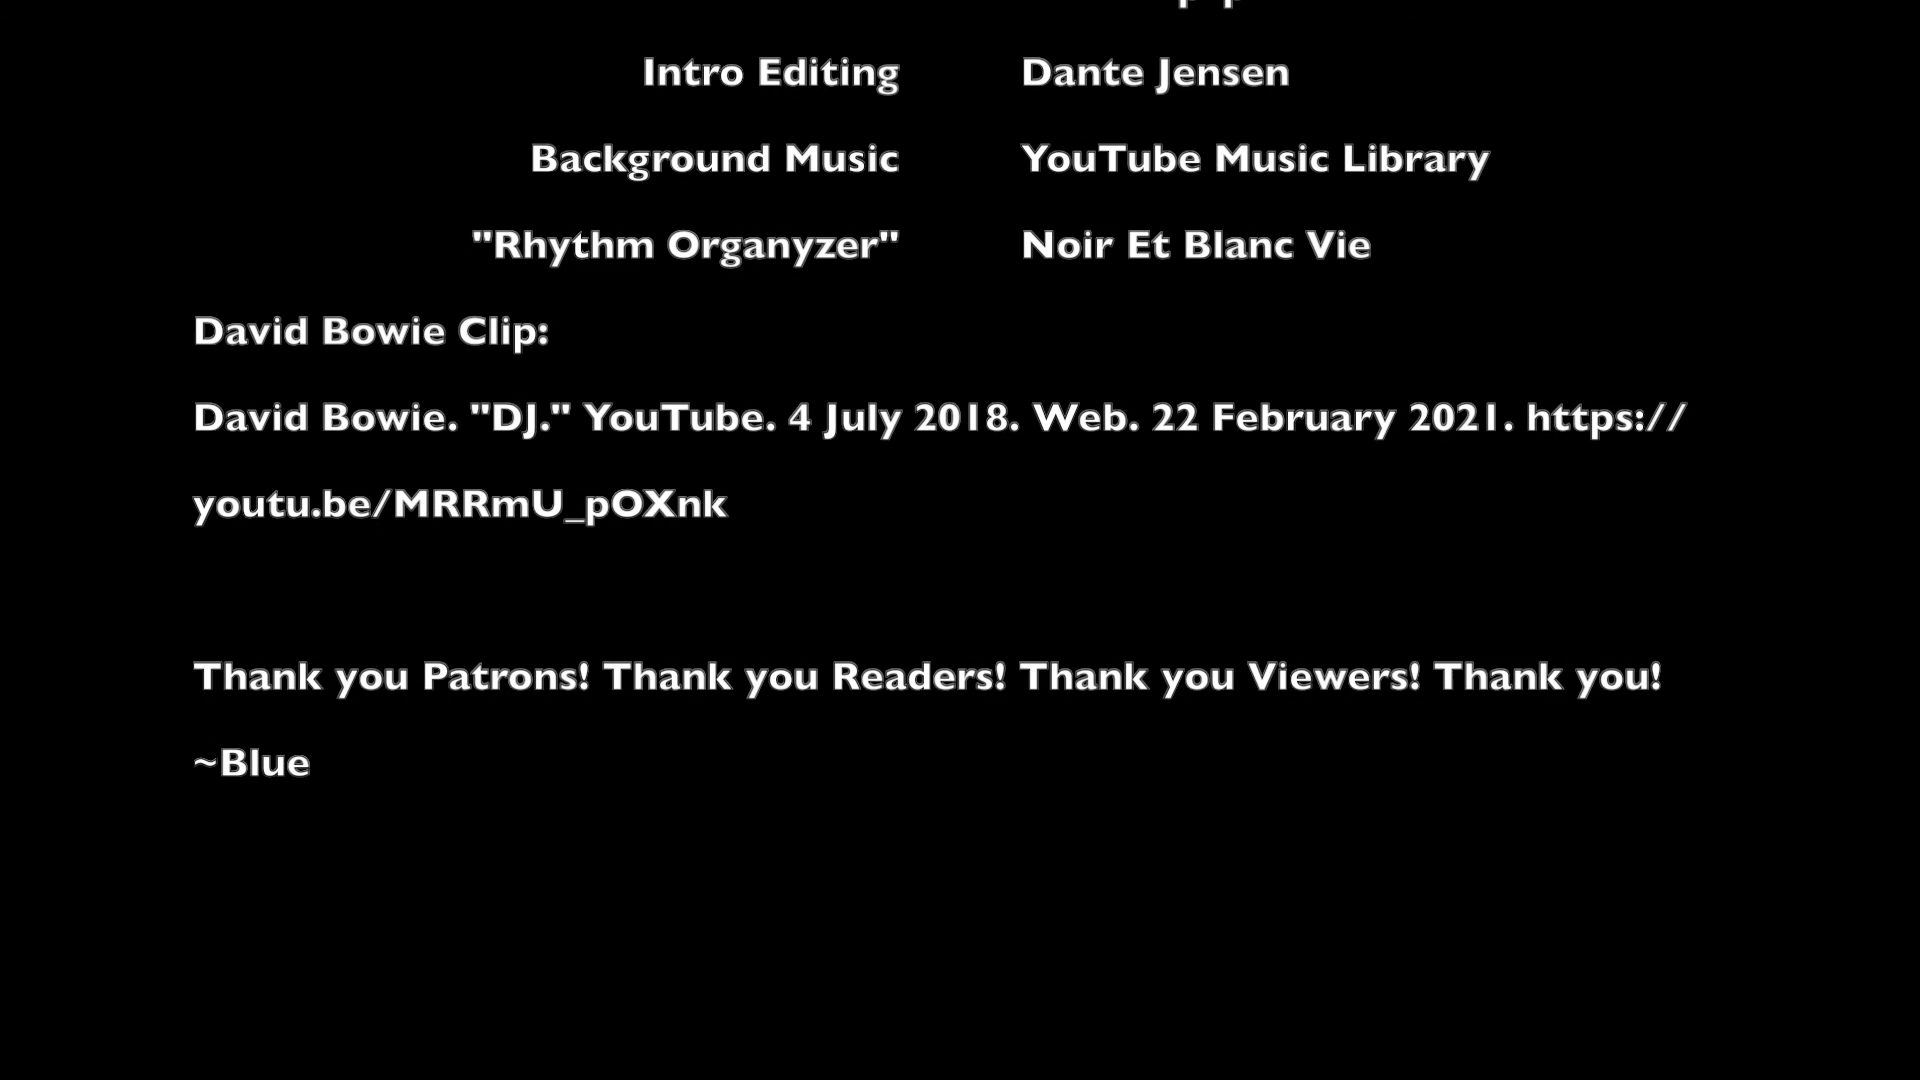 Intro Editing Dante Jensen
Background Music YouTube Music Library
"Rhythm Organyzer" Noir Et Blanc Vie
David Bowie Clip:
David Bowie. "DJ." YouTube. 4 July 2018. Web. 22 February 2021. https://
youtu.be/MRRmU_pOXnk
Thank you Patrons! Thank you Readers! Thank you Viewers! Thank you!
~Blue